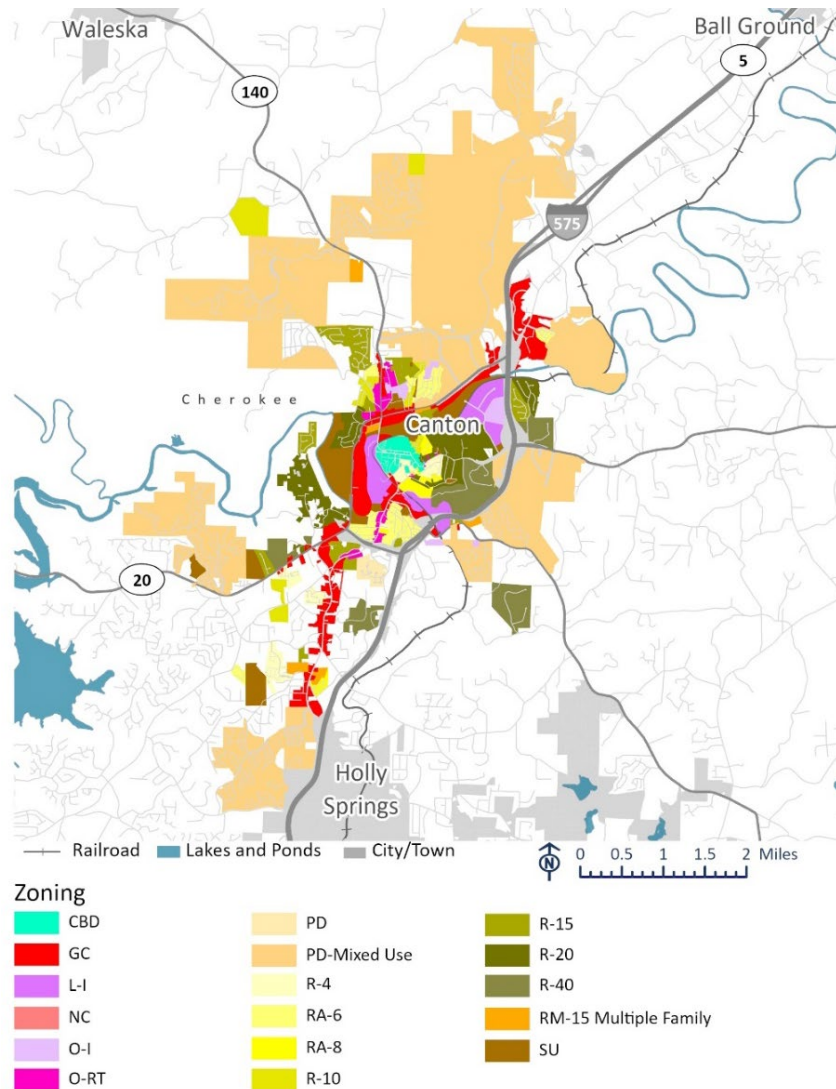 Waleska
Ball Ground
5
140
575
Cherokee
Canton
20
Holly
Springs
Railroad Lakes and Ponds City/Town
N 0 0.5 1 1.5 2 Miles
Zoning
CBD
GC
L-I
NC
O-I
O-RT
PD
PD-Mixed Use
R-4
RA-6
RA-8
R-10
R-15
R-20
R-40
RM-15 Multiple Family
SU